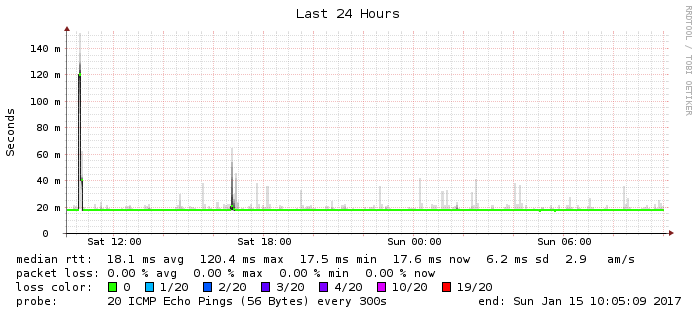 Last 24 Hours
RRDTOOL / TOBI OETIKER
Seconds
140 m
120 m
100 m
80 m
60 m
40 m
20 m
0
Sat 12:00 Sat 18:00 Sun 00:00 Sun 06:00
median rtt: 18.1 ms avg 120.4 ms max 17.5 ms min 17.6 ms now 6.2 ms sd 2.9 am/s
packet loss: 0.00 % avg 0.00 % max 0.00 % min 0.00 % now
loss color: 0 1/20 2/20 3/20 4/20 10/20 19/20
probe: 20 ICMP Echo Pings (56 Bytes) every 300s end: Sun Jan 15 10:05:09 2017